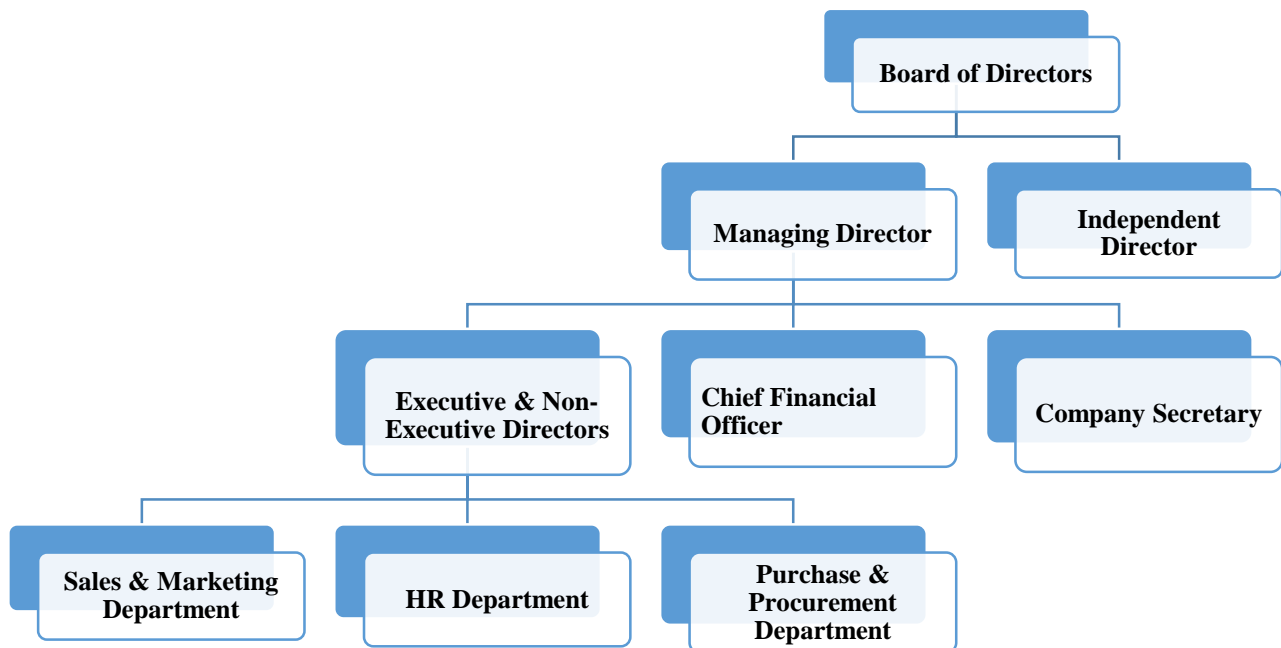 Board of Directors
Managing Director
Independent
Director
Executive & Non-
Executive Directors
Chief Financial
Officer
Company Secretary
Sales & Marketing
Department
HR Department
Purchase &
Procurement
Department